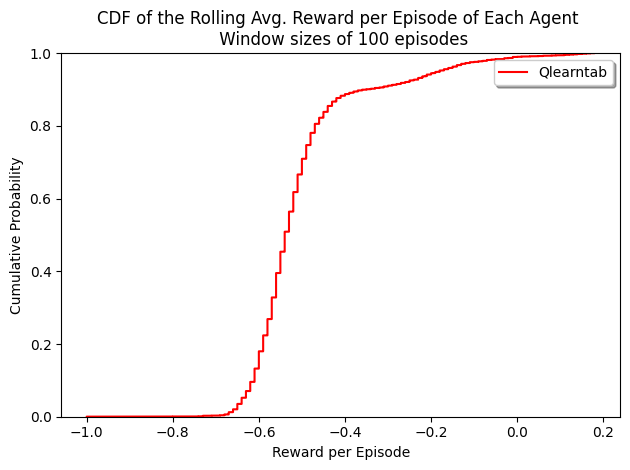 CDF of the Rolling Avg. Reward per Episode of Each Agent
Window sizes of 100 episodes
Qlearntab
Cumulative Probability
1.0
0.8
0.6
0.4
0.2
0.0
−1.0 −0.8 −0.6 −0.4 −0.2 0.0 0.2
Reward per Episode